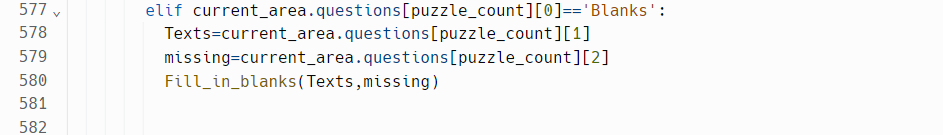 577 elif current_area.questions[puzzle_count][0]=='Blanks':
578 Texts=current_area.questions[puzzle_count][1]
579 missing=current_area.questions[puzzle_count][2]
580 Fill_in_blanks(Texts,missing)
581
582